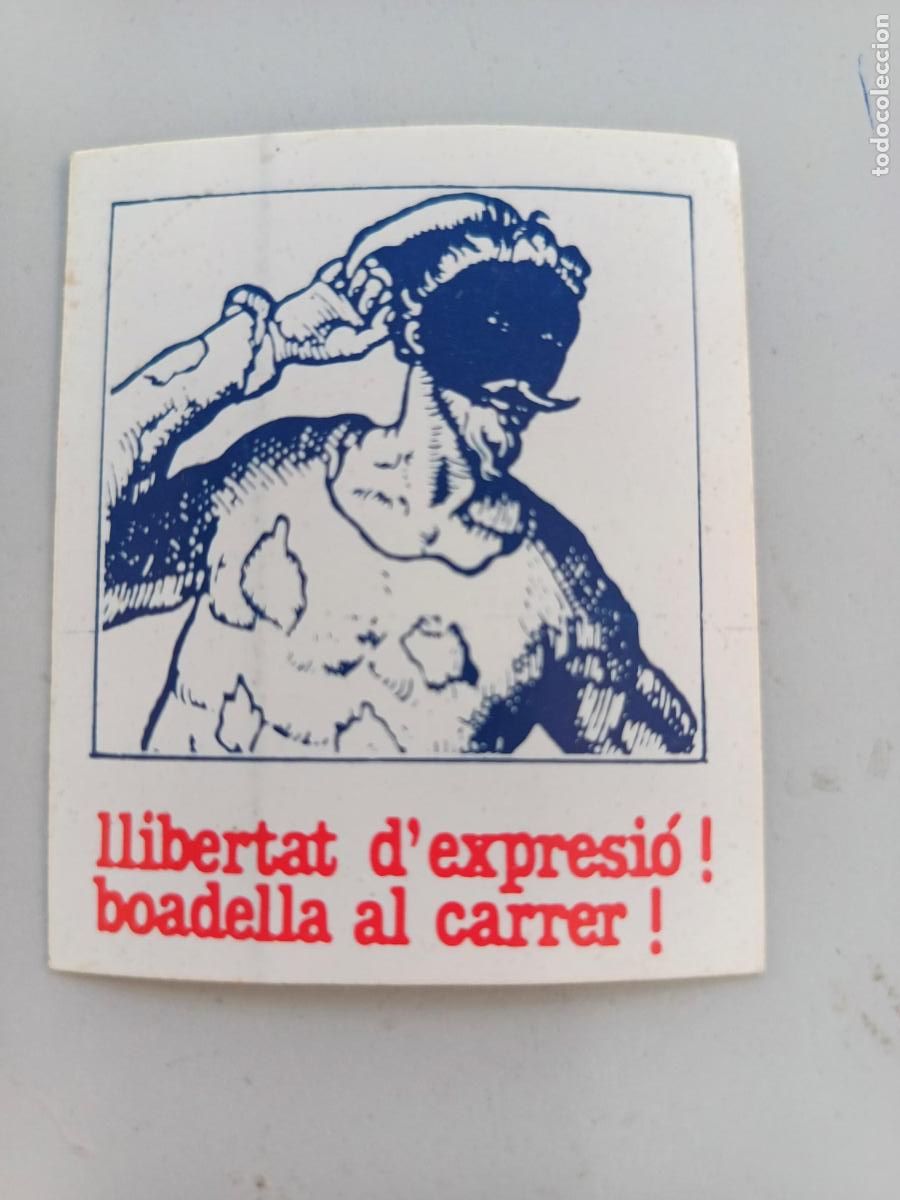 llibertat d'expresió !
boadella al carrer !
todocoleccion